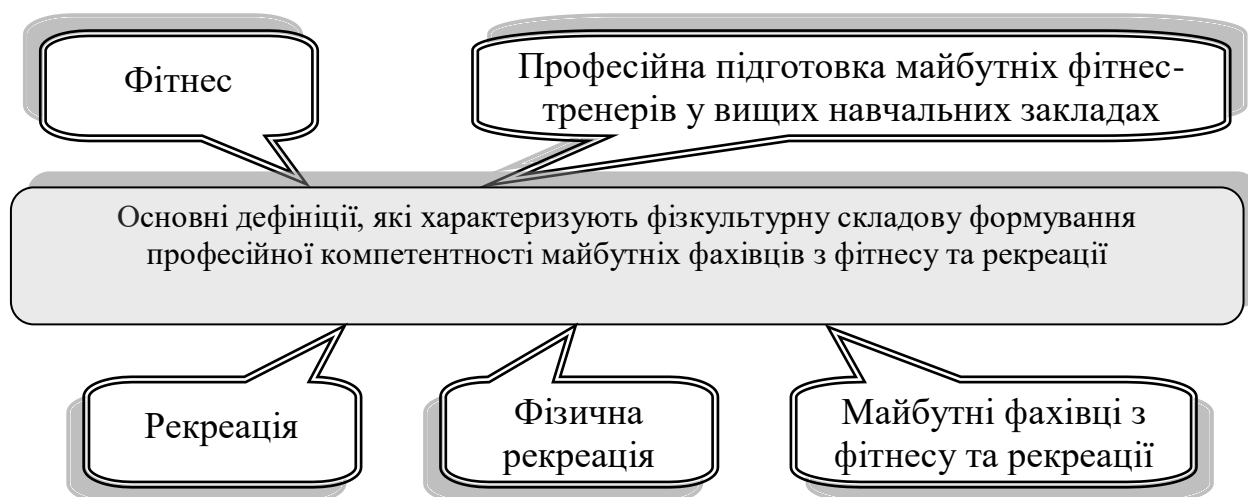 Фітнес
Професійна підготовка майбутніх фітнес-
тренерів у вищих навчальних закладах
Основні дефініції, які характеризують фізкультурну складову формування
професійної компетентності майбутніх фахівців з фітнесу та рекреації
Рекреація
Фізична
рекреація
Майбутні фахівці з
фітнесу та рекреації